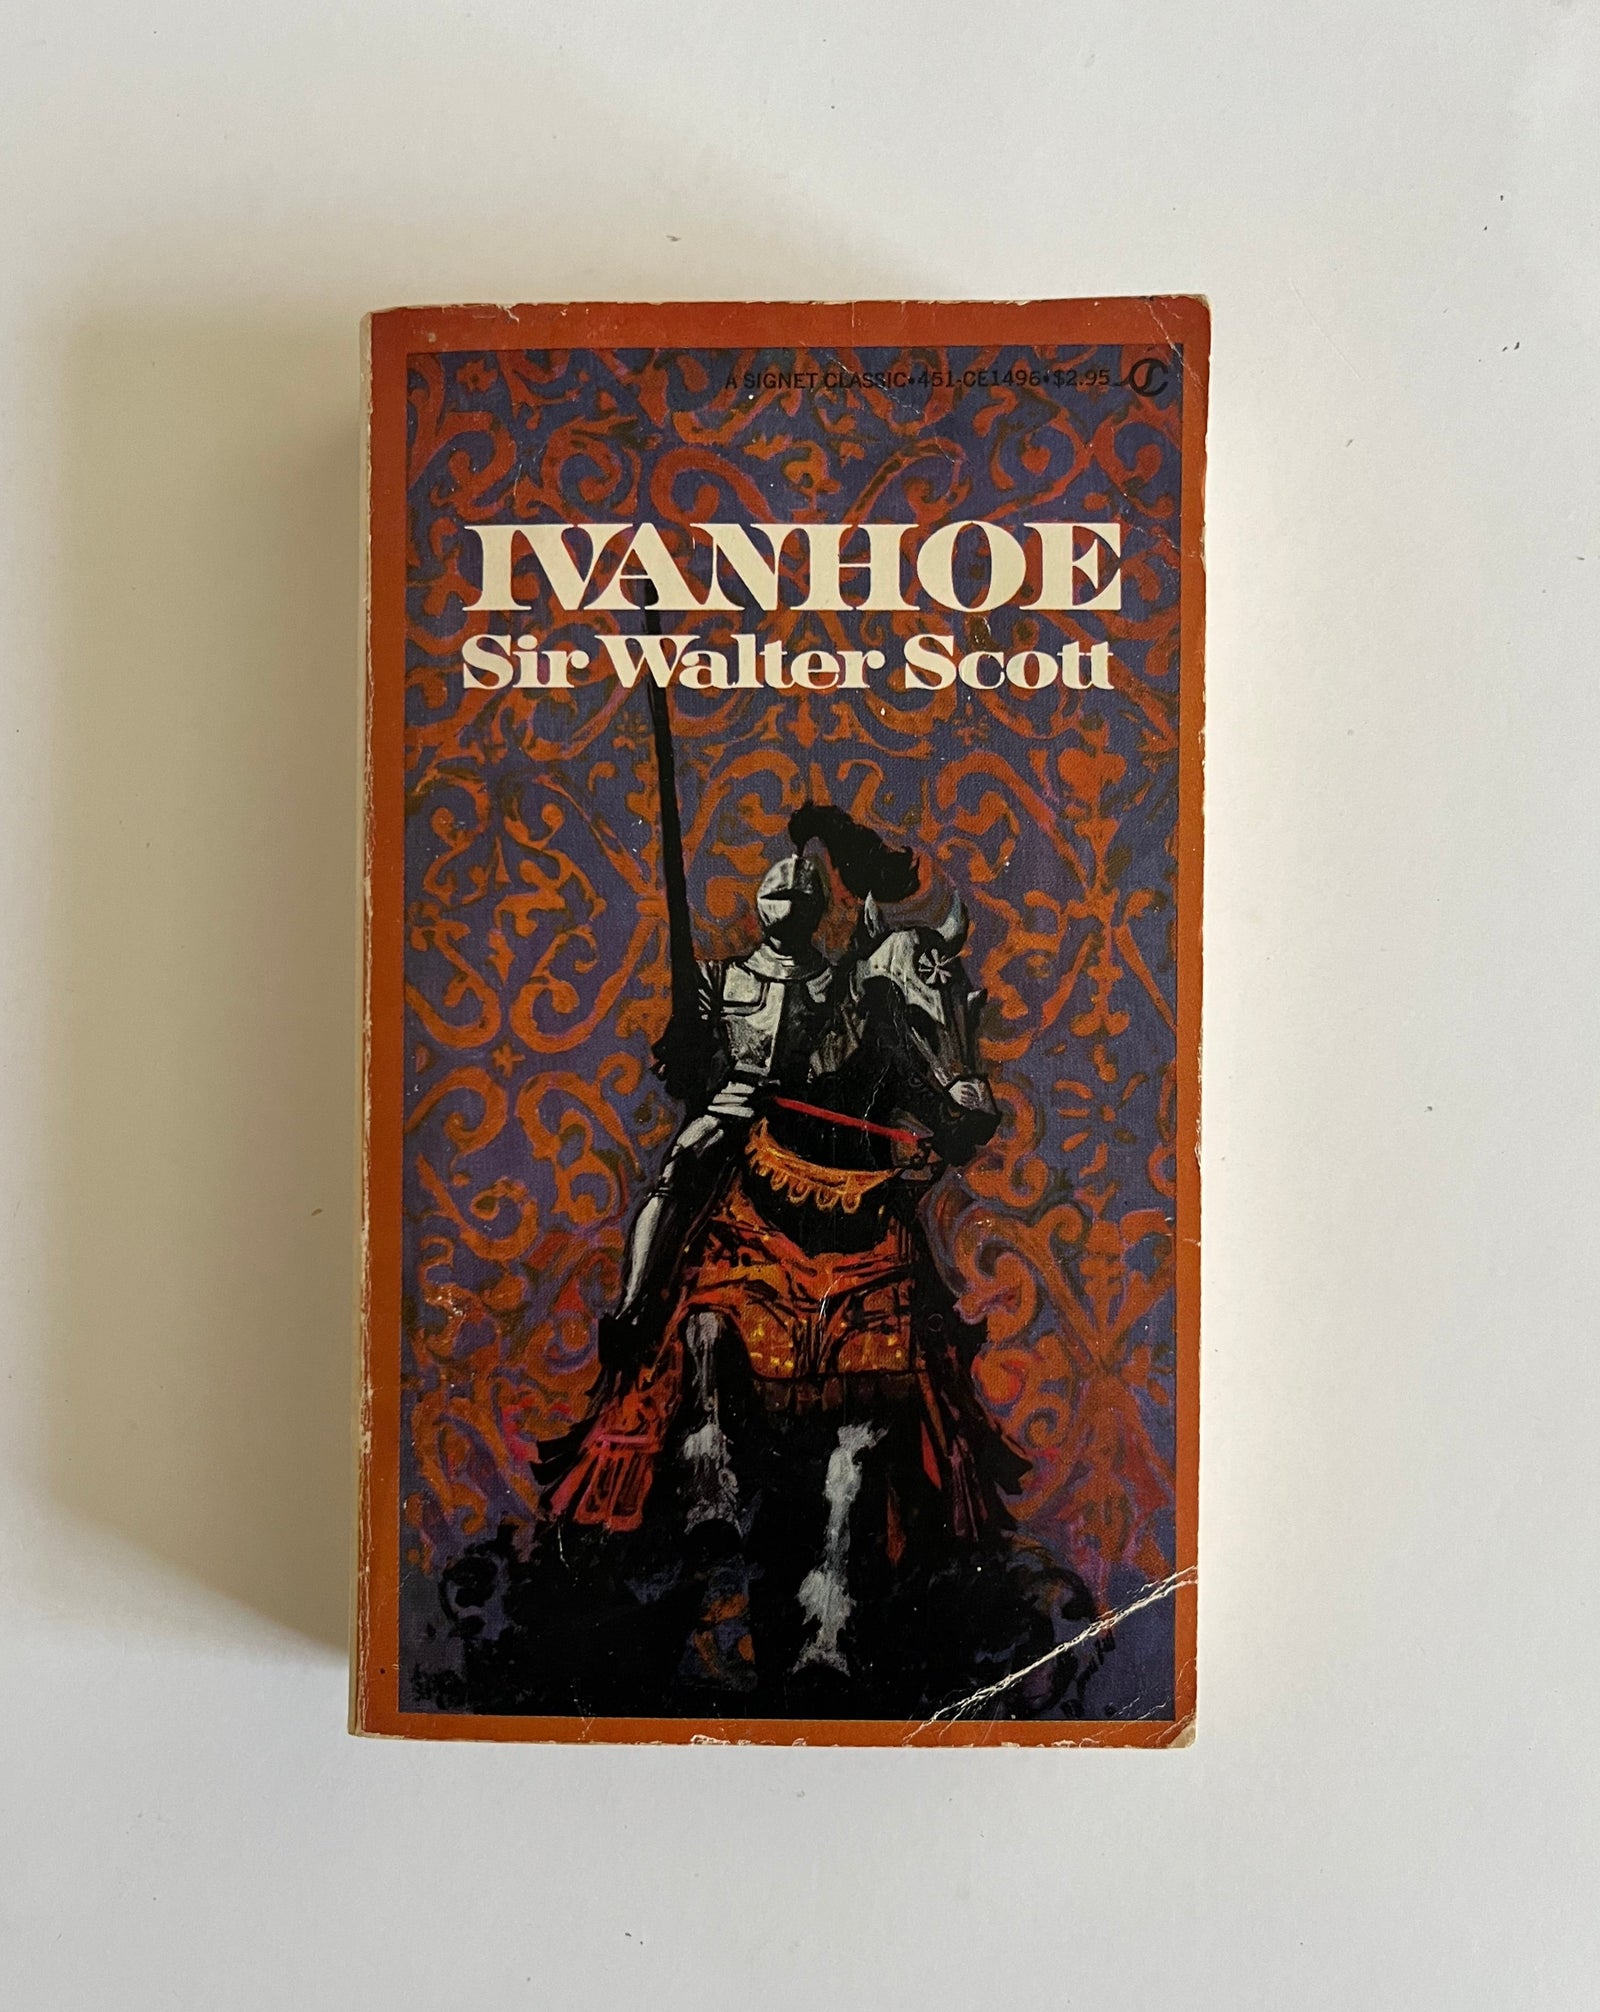 A SIGNET CLASSIC • 451-CE1496 • $2.95
IVANHOE
Sir Walter Scott